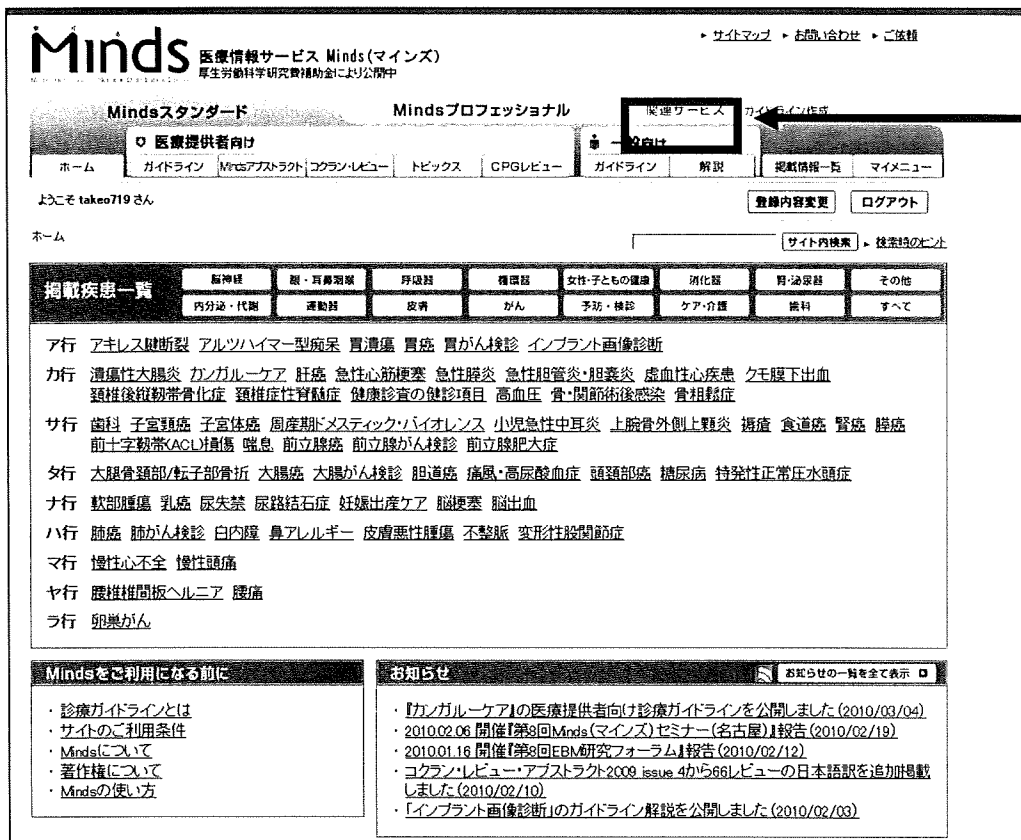 ▸ サイトマップ ▸ お問い合わせ ▸ ご依頼
Minds 医療情報サービス Minds(マインズ)
厚生労働科学研究費補助金により公開中
Mindsスタンダード Mindsプロフェッショナル 関連サービス ガイドライン作成
医療提供者向け 一般向け
ホーム ガイドライン Mindsアブストラクト コクラン・レビュー トピックス CPGレビュー ガイドライン 解説 掲載情報一覧 マイメニュー
ようこそ takeo719 さん 登録内容変更 ログアウト
ホーム サイト内検索 ▸ 検索時のヒント
掲載疾患一覧 脳神経 眼・耳鼻咽喉 呼吸器 循環器 女性・子どもの健康 消化器 腎・泌尿器 その他
内分泌・代謝 運動器 皮膚 がん 予防・検診 ケア・介護 歯科 すべて
ア行 アキレス腱断裂 アルツハイマー型痴呆 胃潰瘍 胃癌 胃がん検診 インプラント画像診断
カ行 潰瘍性大腸炎 カンガルーケア 肝癌 急性心筋梗塞 急性膵炎 急性胆管炎・胆嚢炎 虚血性心疾患 クモ膜下出血
頚椎後縦靭帯骨化症 頚椎症性脊髄症 健康診査の健診項目 高血圧 骨・関節術後感染 骨粗鬆症
サ行 歯科 子宮頸癌 子宮体癌 周産期ドメスティック・バイオレンス 小児急性中耳炎 上腕骨外側上顆炎 褥瘡 食道癌 腎癌 膵癌
前十字靭帯(ACL)損傷 喘息 前立腺癌 前立腺がん検診 前立腺肥大症
タ行 大腿骨頚部/転子部骨折 大腸癌 大腸がん検診 胆道癌 痛風・高尿酸血症 頭頚部癌 糖尿病 特発性正常圧水頭症
ナ行 軟部腫瘍 乳癌 尿失禁 尿路結石症 妊娠出産ケア 脳梗塞 脳出血
ハ行 肺癌 肺がん検診 白内障 鼻アレルギー 皮膚悪性腫瘍 不整脈 変形性股関節症
マ行 慢性心不全 慢性頭痛
ヤ行 腰椎椎間板ヘルニア 腰痛
ラ行 卵巣がん
Mindsをご利用になる前に
・診療ガイドラインとは
・サイトのご利用条件
・Mindsについて
・著作権について
・Mindsの使い方
お知らせ お知らせの一覧を全て表示
・『カンガルーケア』の医療提供者向け診療ガイドラインを公開しました(2010/03/04)
・2010.02.06 開催『第8回Minds(マインズ)セミナー(名古屋)』報告(2010/02/19)
・2010.01.16 開催『第8回EBM研究フォーラム』報告(2010/02/12)
・コクラン・レビュー・アブストラクト2009 issue 4から66レビューの日本語訳を追加掲載しました(2010/02/10)
・「インプラント画像診断」のガイドライン解説を公開しました(2010/02/03)